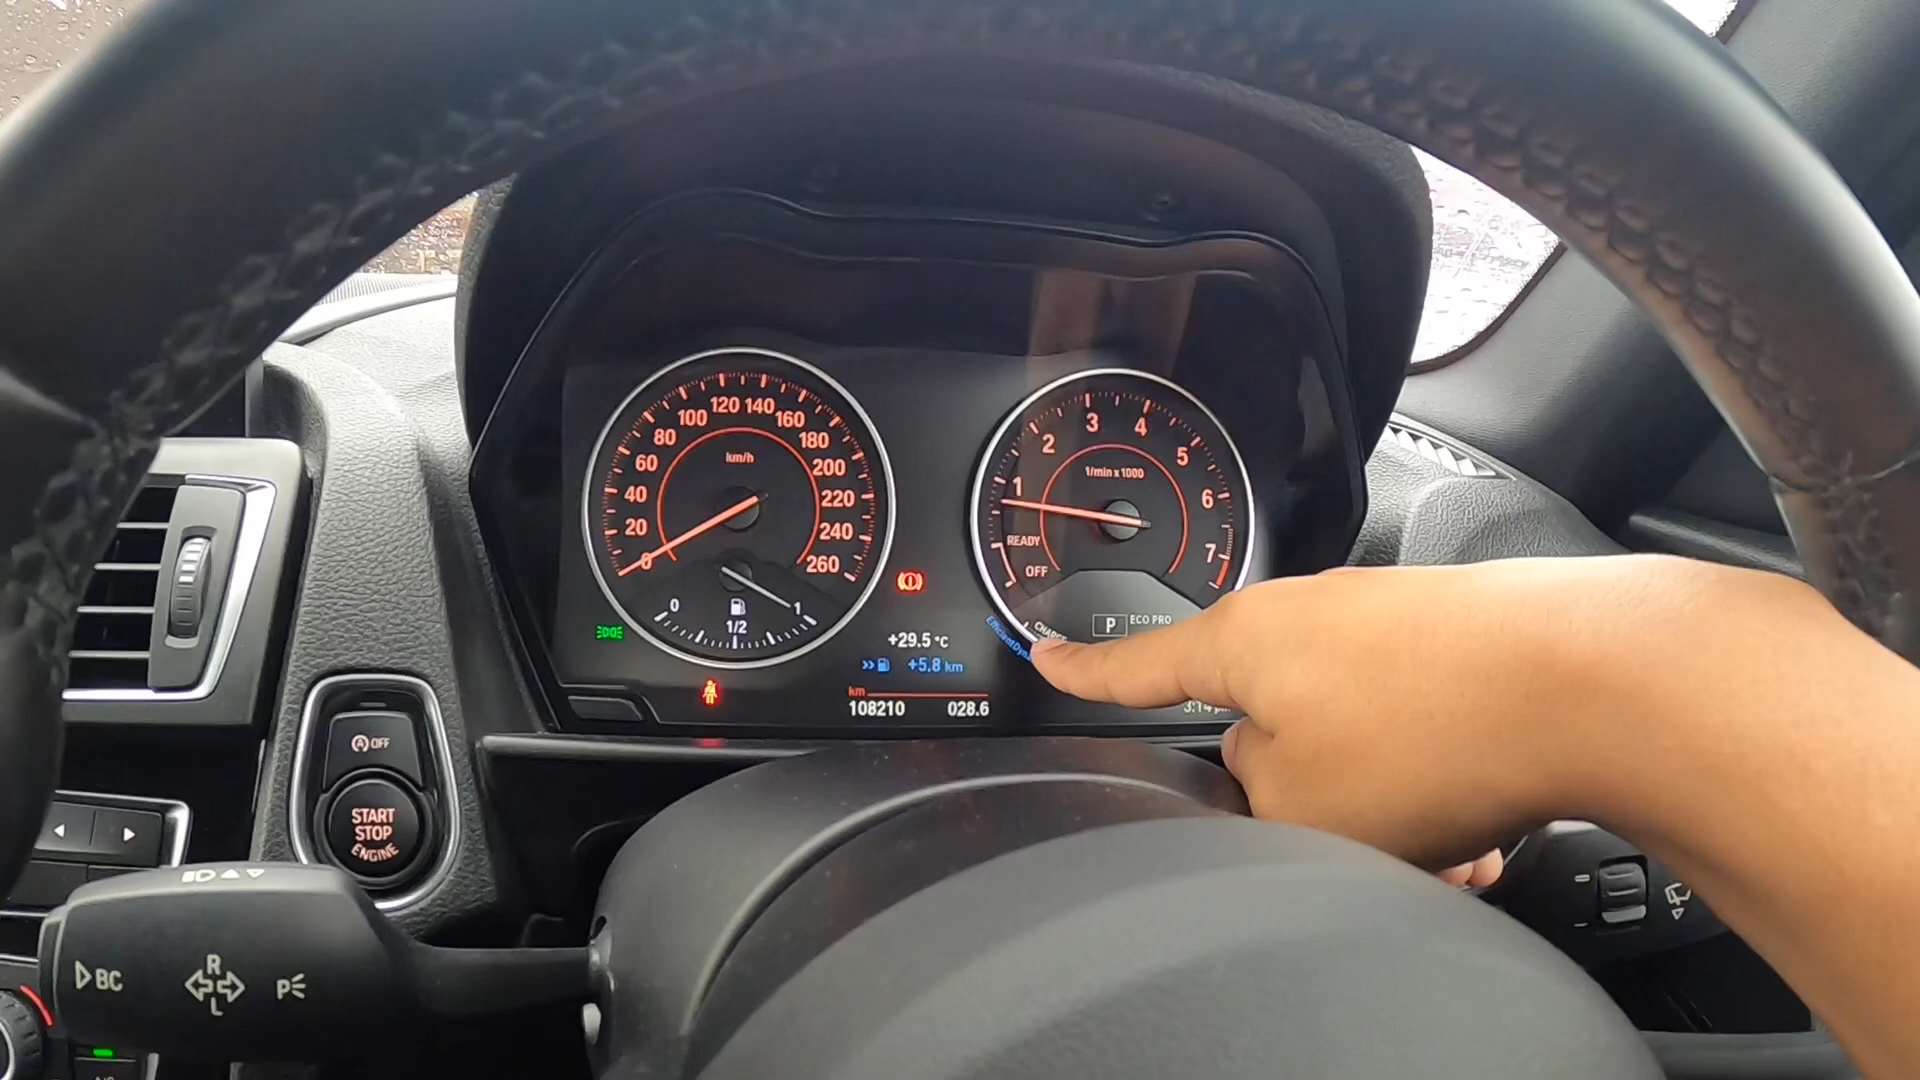 20
40
60
80
100
120
140
160
180
200
220
240
260
km/h
0
1/2
1
+29.5 °C
+5.8 km
km
108210 028.6
1
2
3
4
5
6
7
1/min x 1000
READY
OFF
P ECO PRO
CHARGE
3:14
A OFF
START
STOP
ENGINE
BC
R
L
P